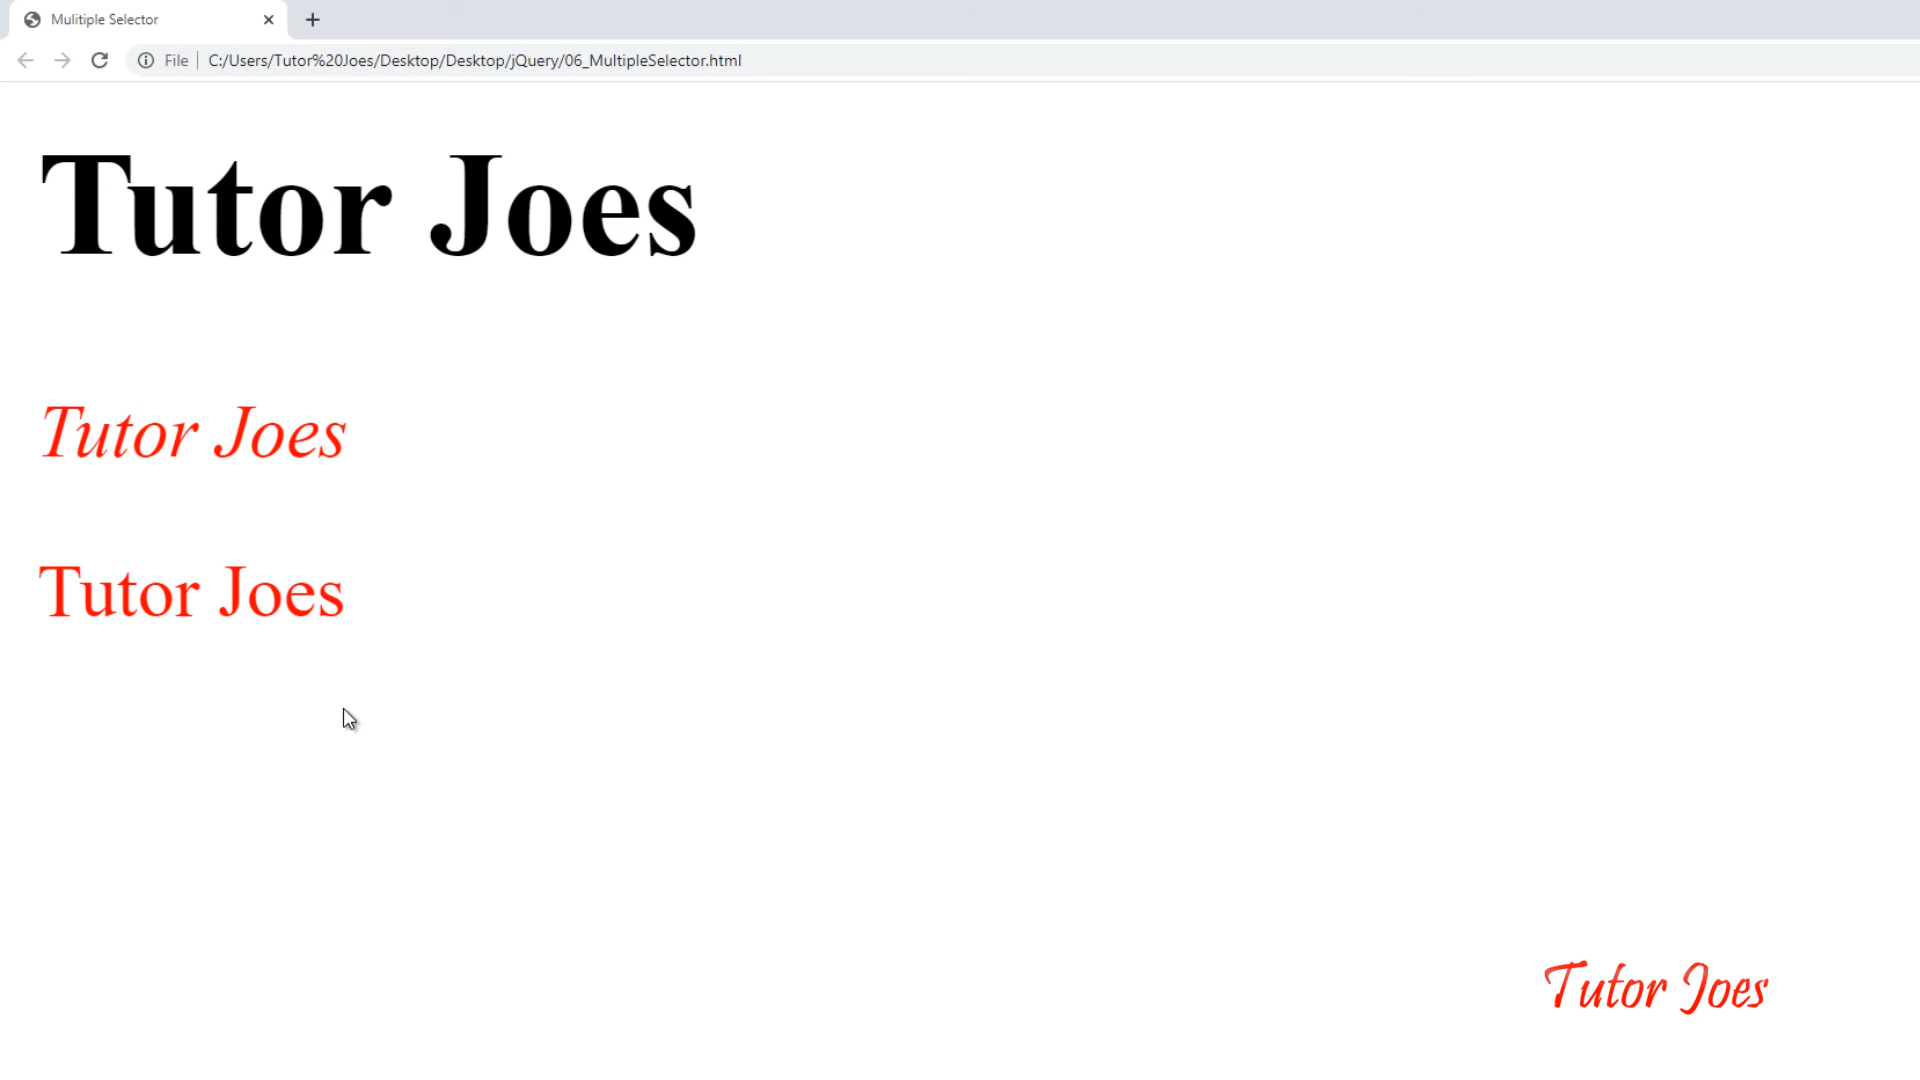 Mulitiple Selector
File C:/Users/Tutor%20Joes/Desktop/Desktop/jQuery/06_MultipleSelector.html
Tutor Joes
Tutor Joes
Tutor Joes
Tutor Joes